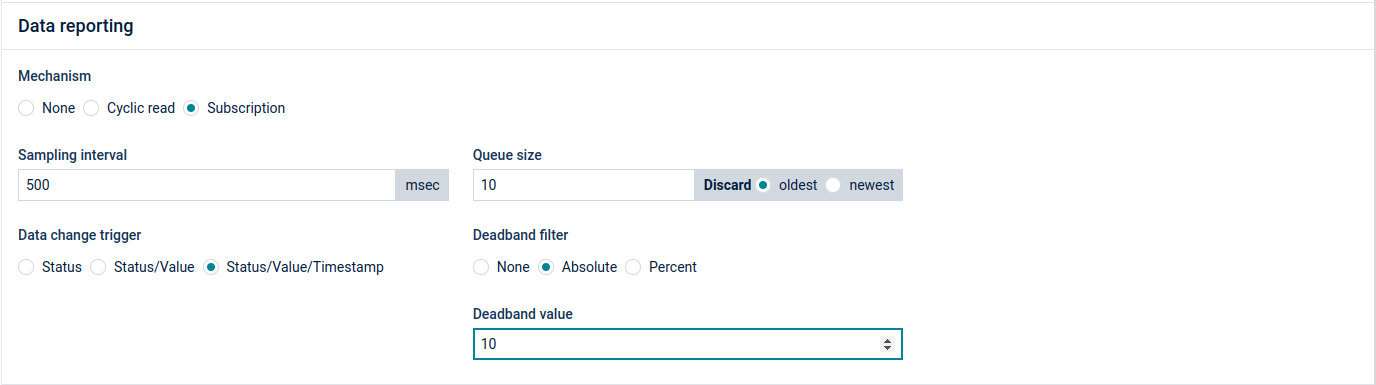 Data reporting
Mechanism
None Cyclic read Subscription
Sampling interval Queue size
500 msec 10 Discard oldest newest
Data change trigger Deadband filter
Status Status/Value Status/Value/Timestamp None Absolute Percent
Deadband value
10